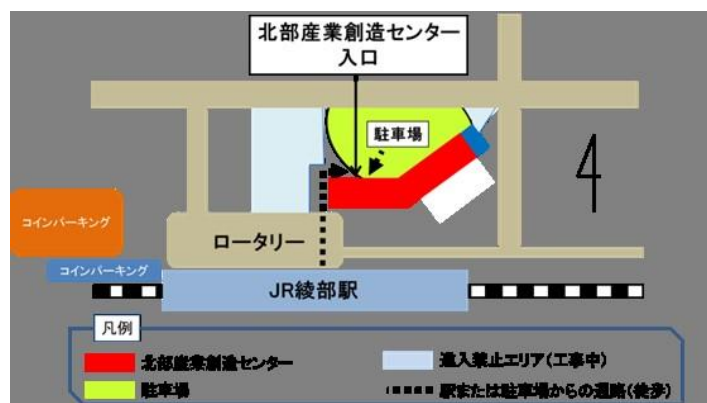 北部産業創造センター
入口
駐車場
コインパーキング
ロータリー
コインパーキング
JR綾部駅
凡例
北部産業創造センター
進入禁止エリア(工事中)
駐車場
駅または駐車場からの通路(徒歩)